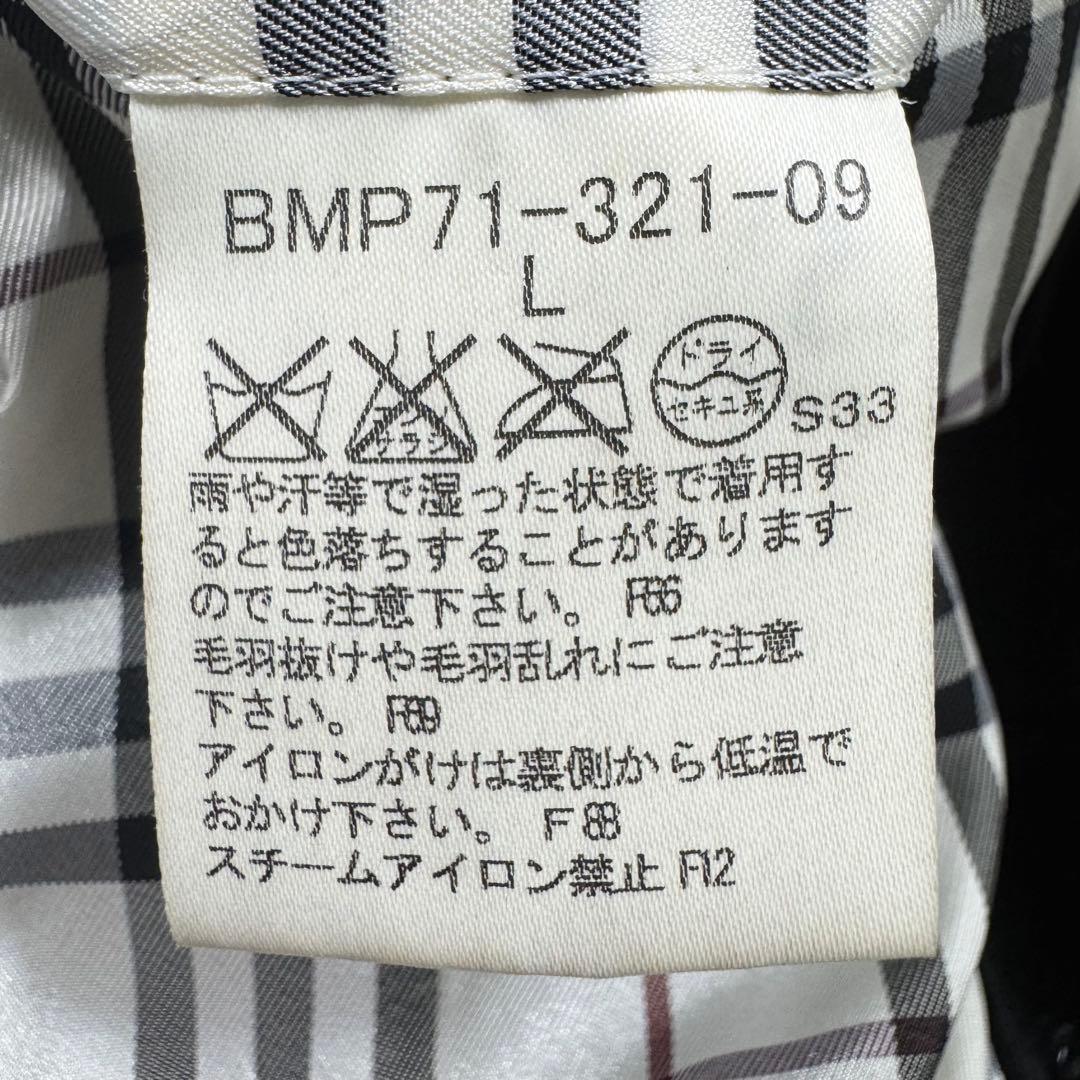 BMP71-321-09
L
エンソ
サラシ
ドライ
セキユ系
S33
雨や汗等で湿った状態で着用す
ると色落ちすることがあります
のでご注意下さい。 F66
毛羽抜けや毛羽乱れにご注意
下さい。 F69
アイロンがけは裏側から低温で
おかけ下さい。 F88
スチームアイロン禁止 F12